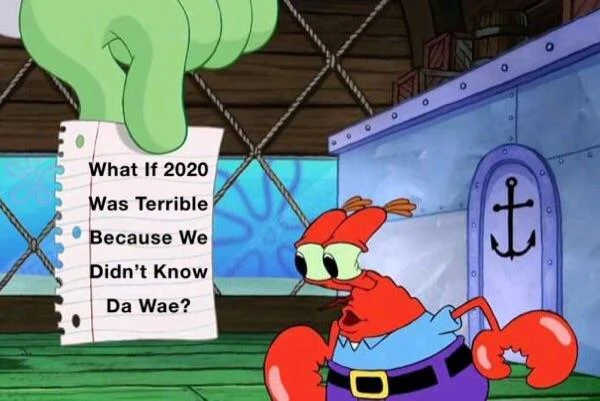 What If 2020
Was Terrible
Because We
Didn't Know
Da Wae?